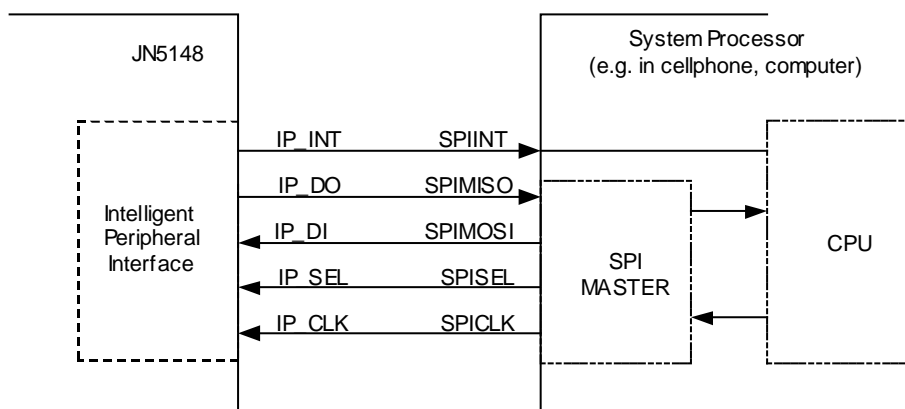 JN5148
System Processor
(e.g. in cellphone, computer)
IP_INT SPIINT
IP_DO SPIMISO
IP_DI SPIMOSI
IP_SEL SPISEL
IP_CLK SPICLK
Intelligent
Peripheral
Interface
SPI
MASTER
CPU